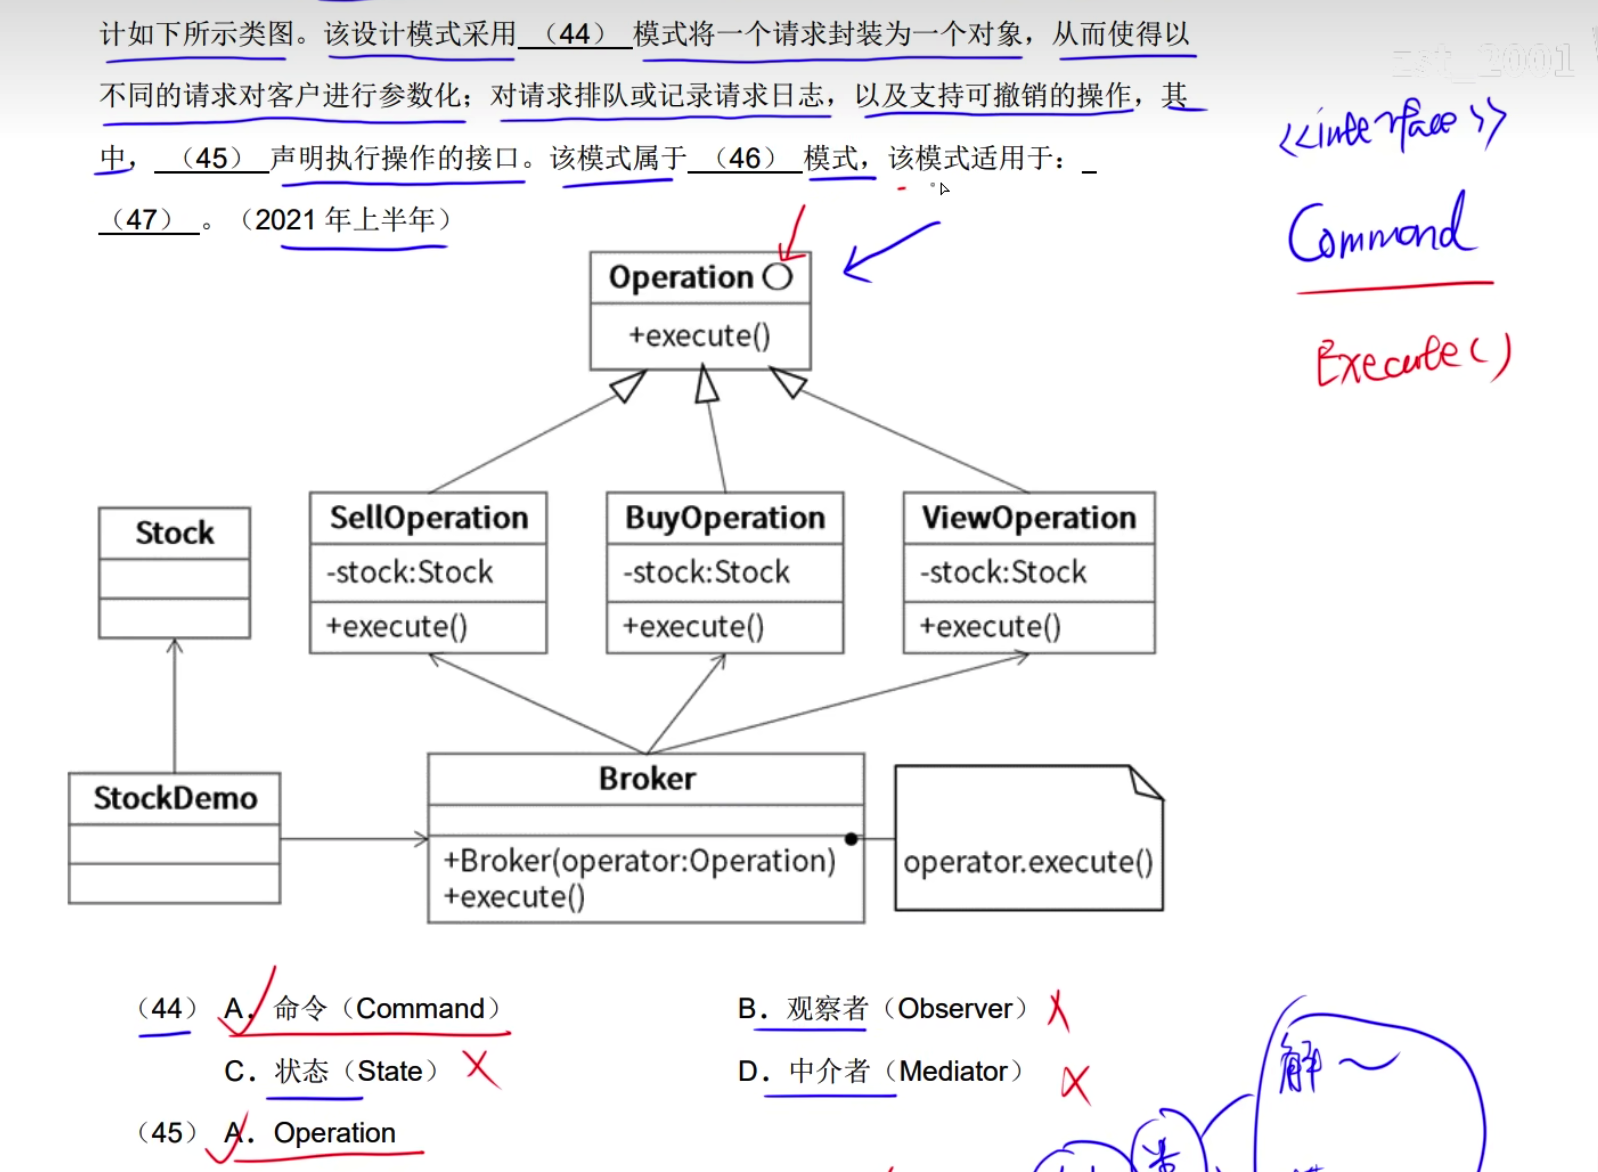 计如下所示类图。该设计模式采用 （44） 模式将一个请求封装为一个对象，从而使得以
zst_2001
不同的请求对客户进行参数化；对请求排队或记录请求日志，以及支持可撤销的操作，其
<<interface>>
中， （45） 声明执行操作的接口。该模式属于 （46） 模式，该模式适用于：
Command
（47） 。（2021 年上半年）
Execute()
Operation
+execute()
Stock
SellOperation
-stock:Stock
+execute()
BuyOperation
-stock:Stock
+execute()
ViewOperation
-stock:Stock
+execute()
StockDemo
Broker
+Broker(operator:Operation)
+execute()
operator.execute()
（44） A. 命令（Command） B. 观察者（Observer）
C. 状态（State） D. 中介者（Mediator）
解
（45） A. Operation